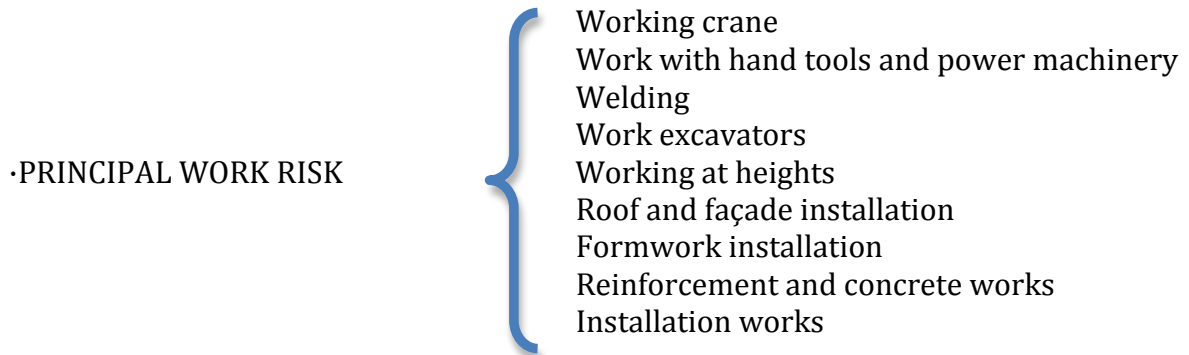 Working crane
Work with hand tools and power machinery
Welding
Work excavators
·PRINCIPAL WORK RISK
Working at heights
Roof and façade installation
Formwork installation
Reinforcement and concrete works
Installation works